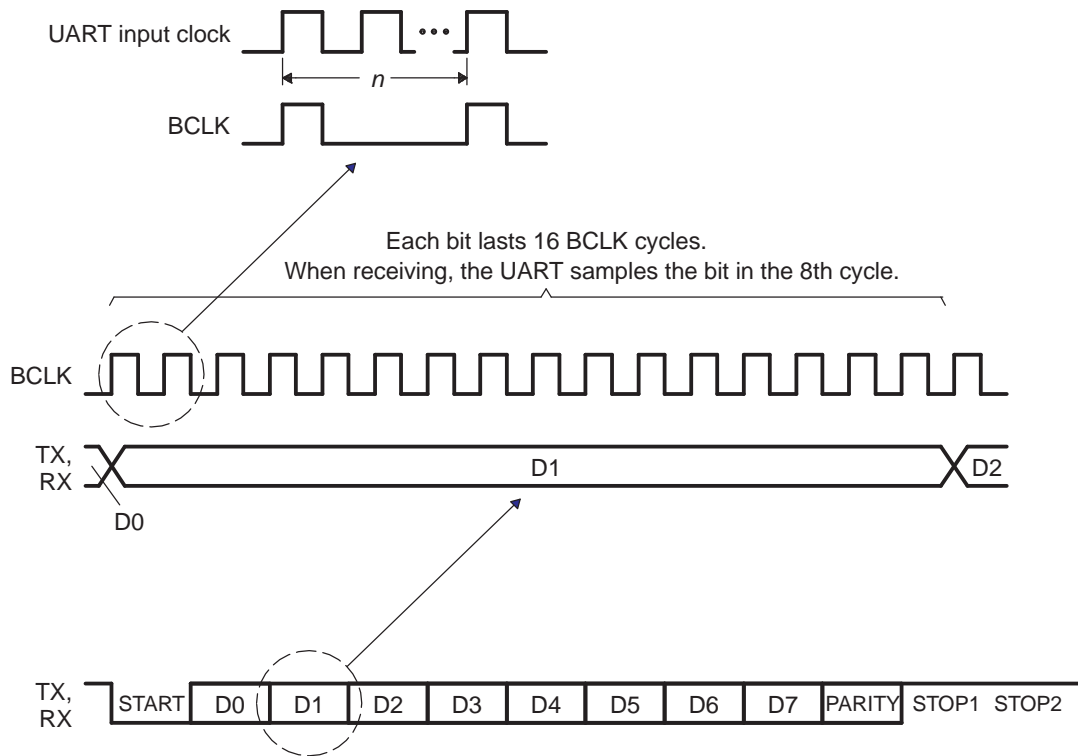 UART input clock
n
BCLK
Each bit lasts 16 BCLK cycles.
When receiving, the UART samples the bit in the 8th cycle.
BCLK
TX,
RX
D1
D2
D0
TX,
RX
START D0 D1 D2 D3 D4 D5 D6 D7 PARITY STOP1 STOP2